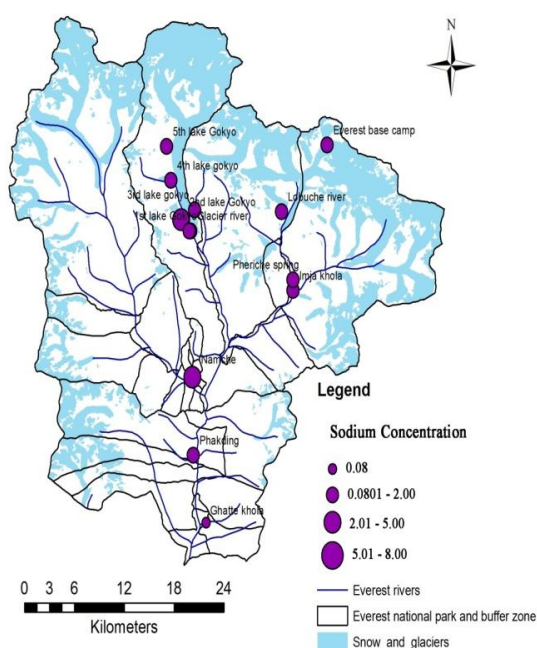 N
5th lake Gokyo
Everest base camp
4th lake gokyo
3rd lake gokyo
2nd lake Gokyo
Lobuche river
1st lake Gokyo
Glacier river
Pheriche spring
Imja khola
Namche
Legend
Sodium Concentration
0.08
0.0801 - 2.00
2.01 - 5.00
5.01 - 8.00
Phakding
Ghatte khola
0 3 6 12 18 24
Kilometers
Everest rivers
Everest national park and buffer zone
Snow and glaciers